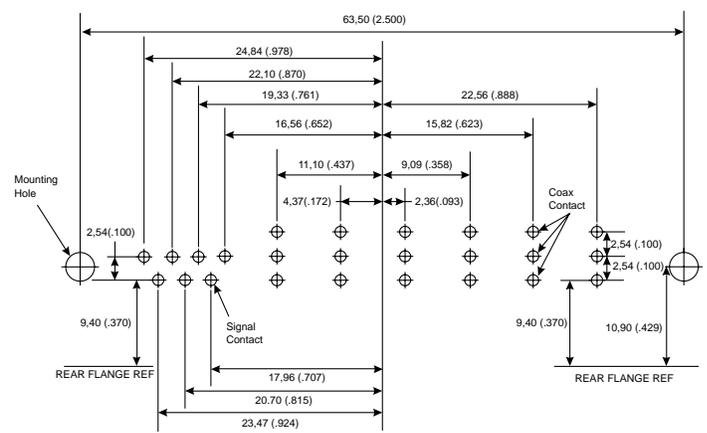 63,50 (2.500)
24,84 (.978)
22,10 (.870)
19,33 (.761)
22,56 (.888)
16,56 (.652)
15,82 (.623)
11,10 (.437)
9,09 (.358)
Mounting
Hole
Coax
Contact
4,37(.172)
2,36(.093)
2,54(.100)
2,54 (.100)
2,54 (.100)
9,40 (.370)
Signal
Contact
9,40 (.370)
10,90 (.429)
REAR FLANGE REF
REAR FLANGE REF
17,96 (.707)
20.70 (.815)
23,47 (.924)